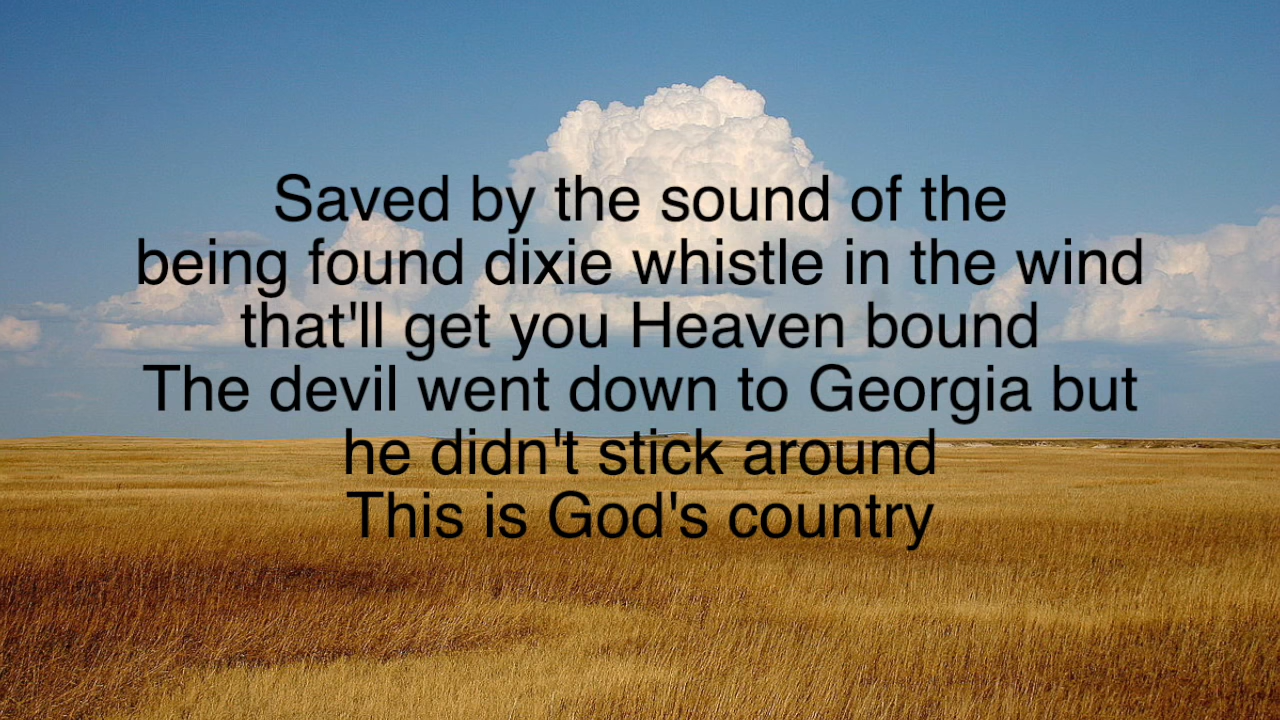 Saved by the sound of the
being found dixie whistle in the wind
that'll get you Heaven bound
The devil went down to Georgia but
he didn't stick around
This is God's country